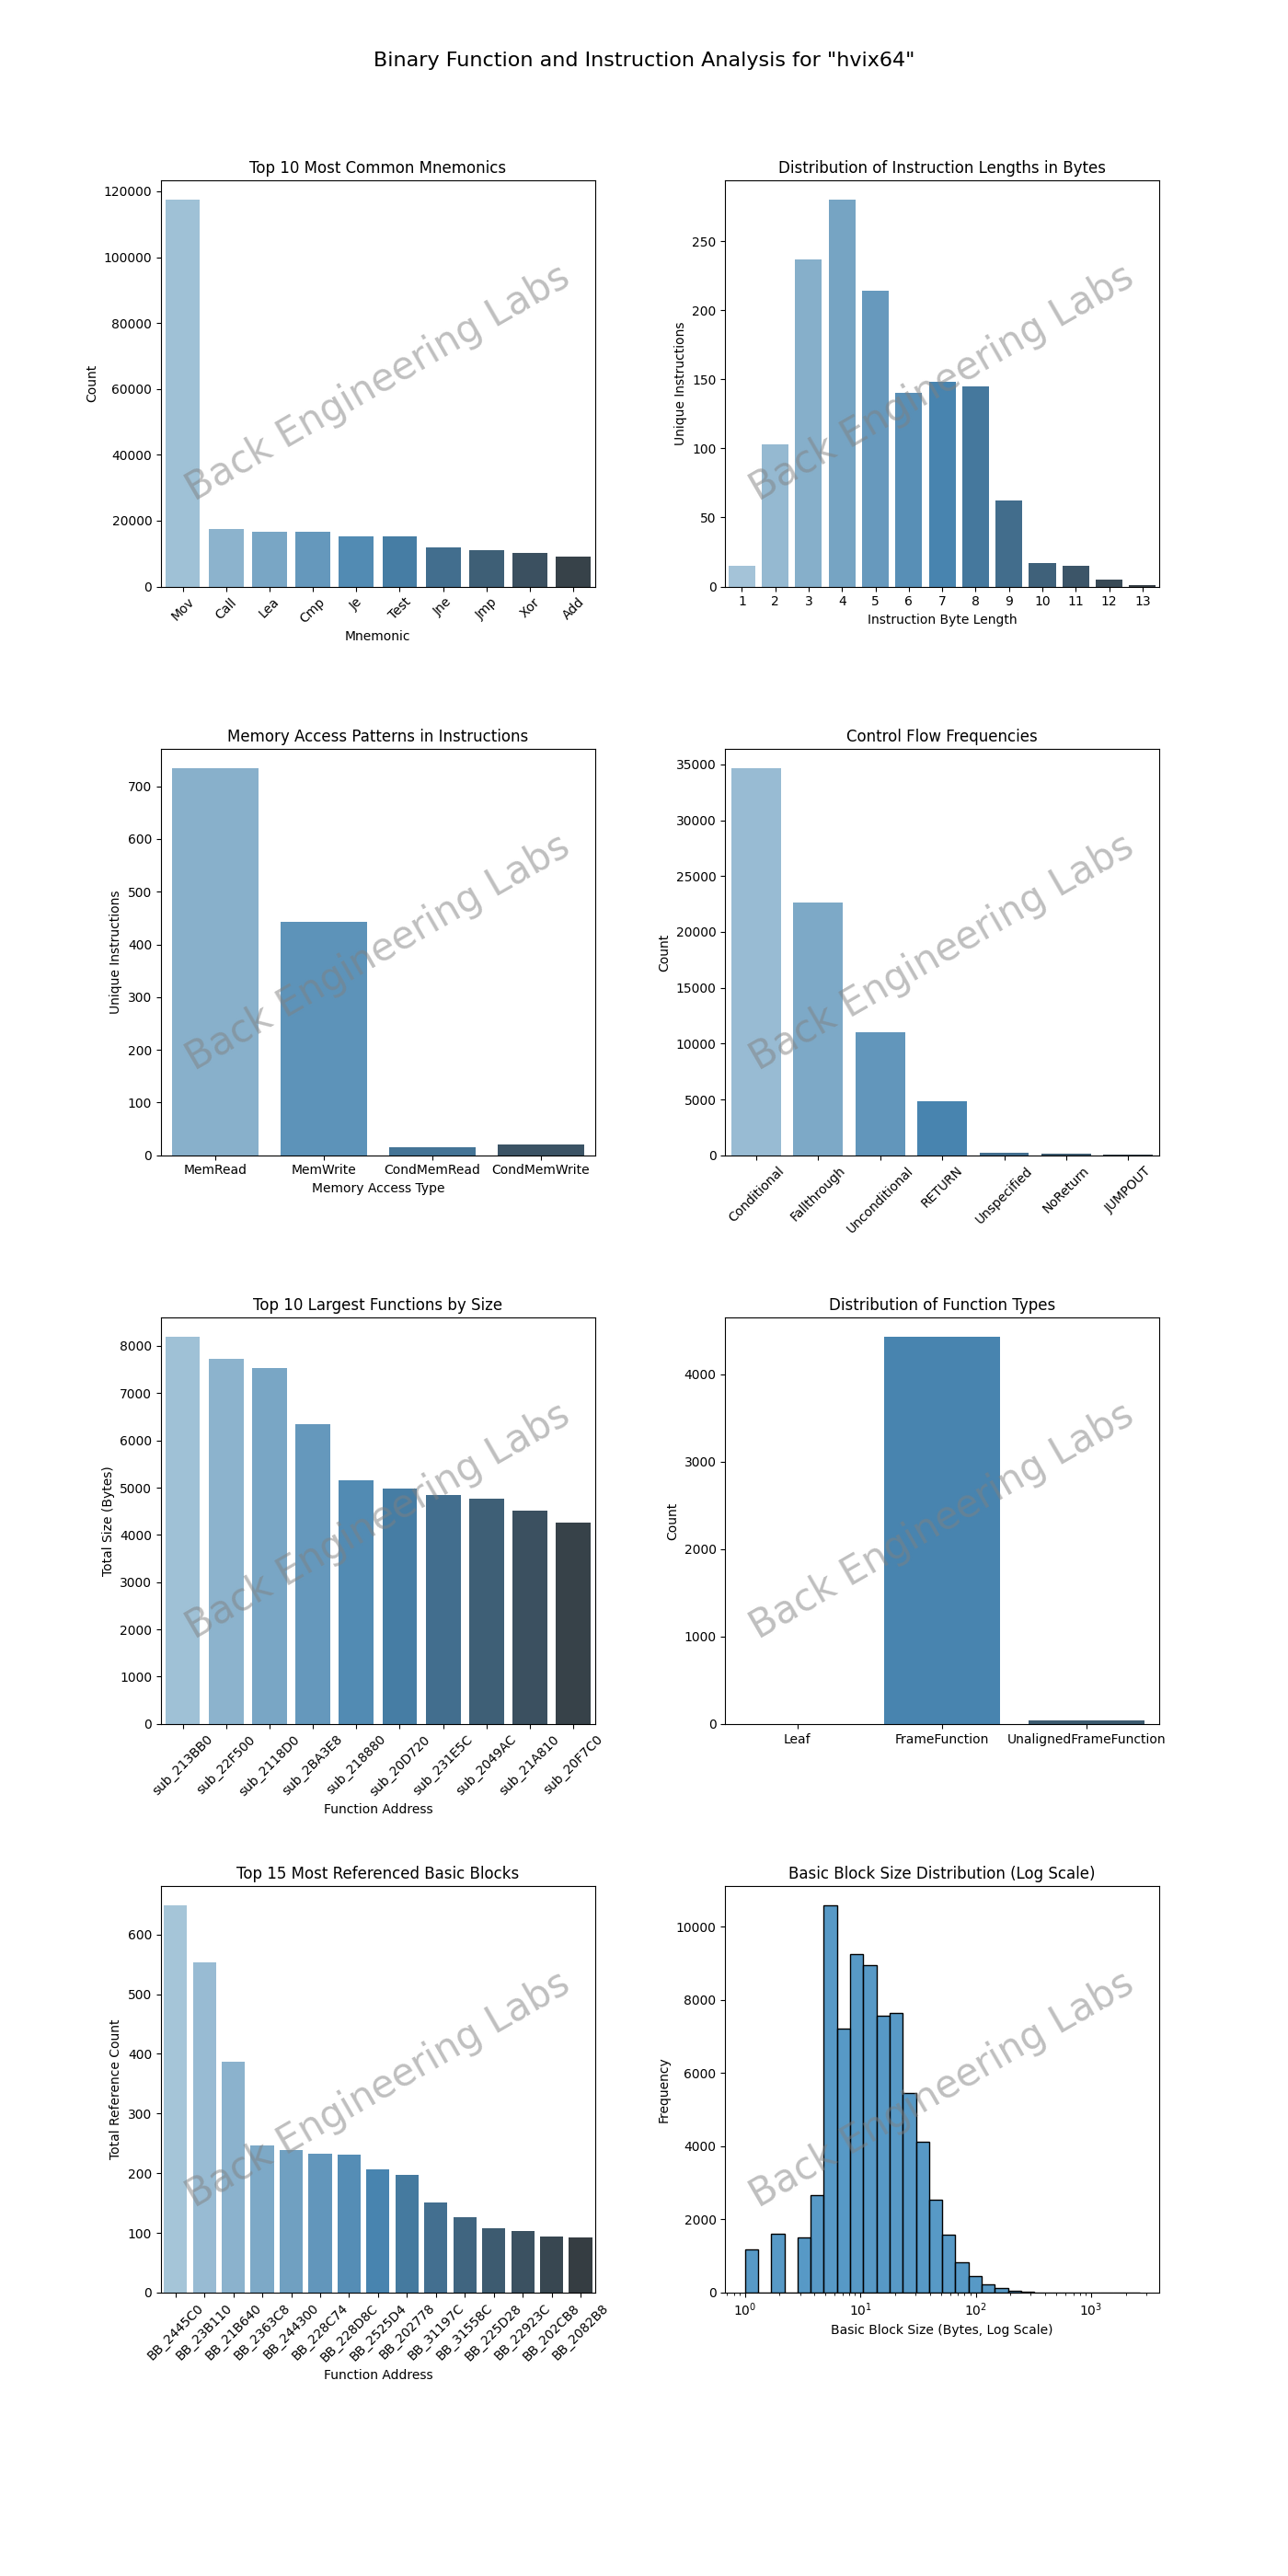 Binary Function and Instruction Analysis for "hvix64"
Top 10 Most Common Mnemonics
120000
100000
80000
60000
40000
20000
0
Count
Mov Call Lea Cmp Je Test Jne Jmp Xor Add
Mnemonic
Back Engineering Labs
Distribution of Instruction Lengths in Bytes
250
200
150
100
50
0
Unique Instructions
1 2 3 4 5 6 7 8 9 10 11 12 13
Instruction Byte Length
Back Engineering Labs
Memory Access Patterns in Instructions
700
600
500
400
300
200
100
0
Unique Instructions
MemRead MemWrite CondMemRead CondMemWrite
Memory Access Type
Back Engineering Labs
Control Flow Frequencies
35000
30000
25000
20000
15000
10000
5000
0
Count
Conditional Fallthrough Unconditional RETURN Unspecified NoReturn JUMPOUT
Back Engineering Labs
Top 10 Largest Functions by Size
8000
7000
6000
5000
4000
3000
2000
1000
0
Total Size (Bytes)
sub_213BB0 sub_22F500 sub_2118D0 sub_2BA3E8 sub_218880 sub_20D720 sub_231E5C sub_2049AC sub_21A810 sub_20F7C0
Function Address
Back Engineering Labs
Distribution of Function Types
4000
3000
2000
1000
0
Count
Leaf FrameFunction UnalignedFrameFunction
Back Engineering Labs
Top 15 Most Referenced Basic Blocks
600
500
400
300
200
100
0
Total Reference Count
BB_2445C0 BB_23B110 BB_21B640 BB_2363C8 BB_244300 BB_228C74 BB_228D8C BB_2525D4 BB_202778 BB_31197C BB_31558C BB_225D28 BB_22923C BB_202CB8 BB_2082B8
Function Address
Back Engineering Labs
Basic Block Size Distribution (Log Scale)
10000
8000
6000
4000
2000
0
Frequency
10⁰ 10¹ 10² 10³
Basic Block Size (Bytes, Log Scale)
Back Engineering Labs